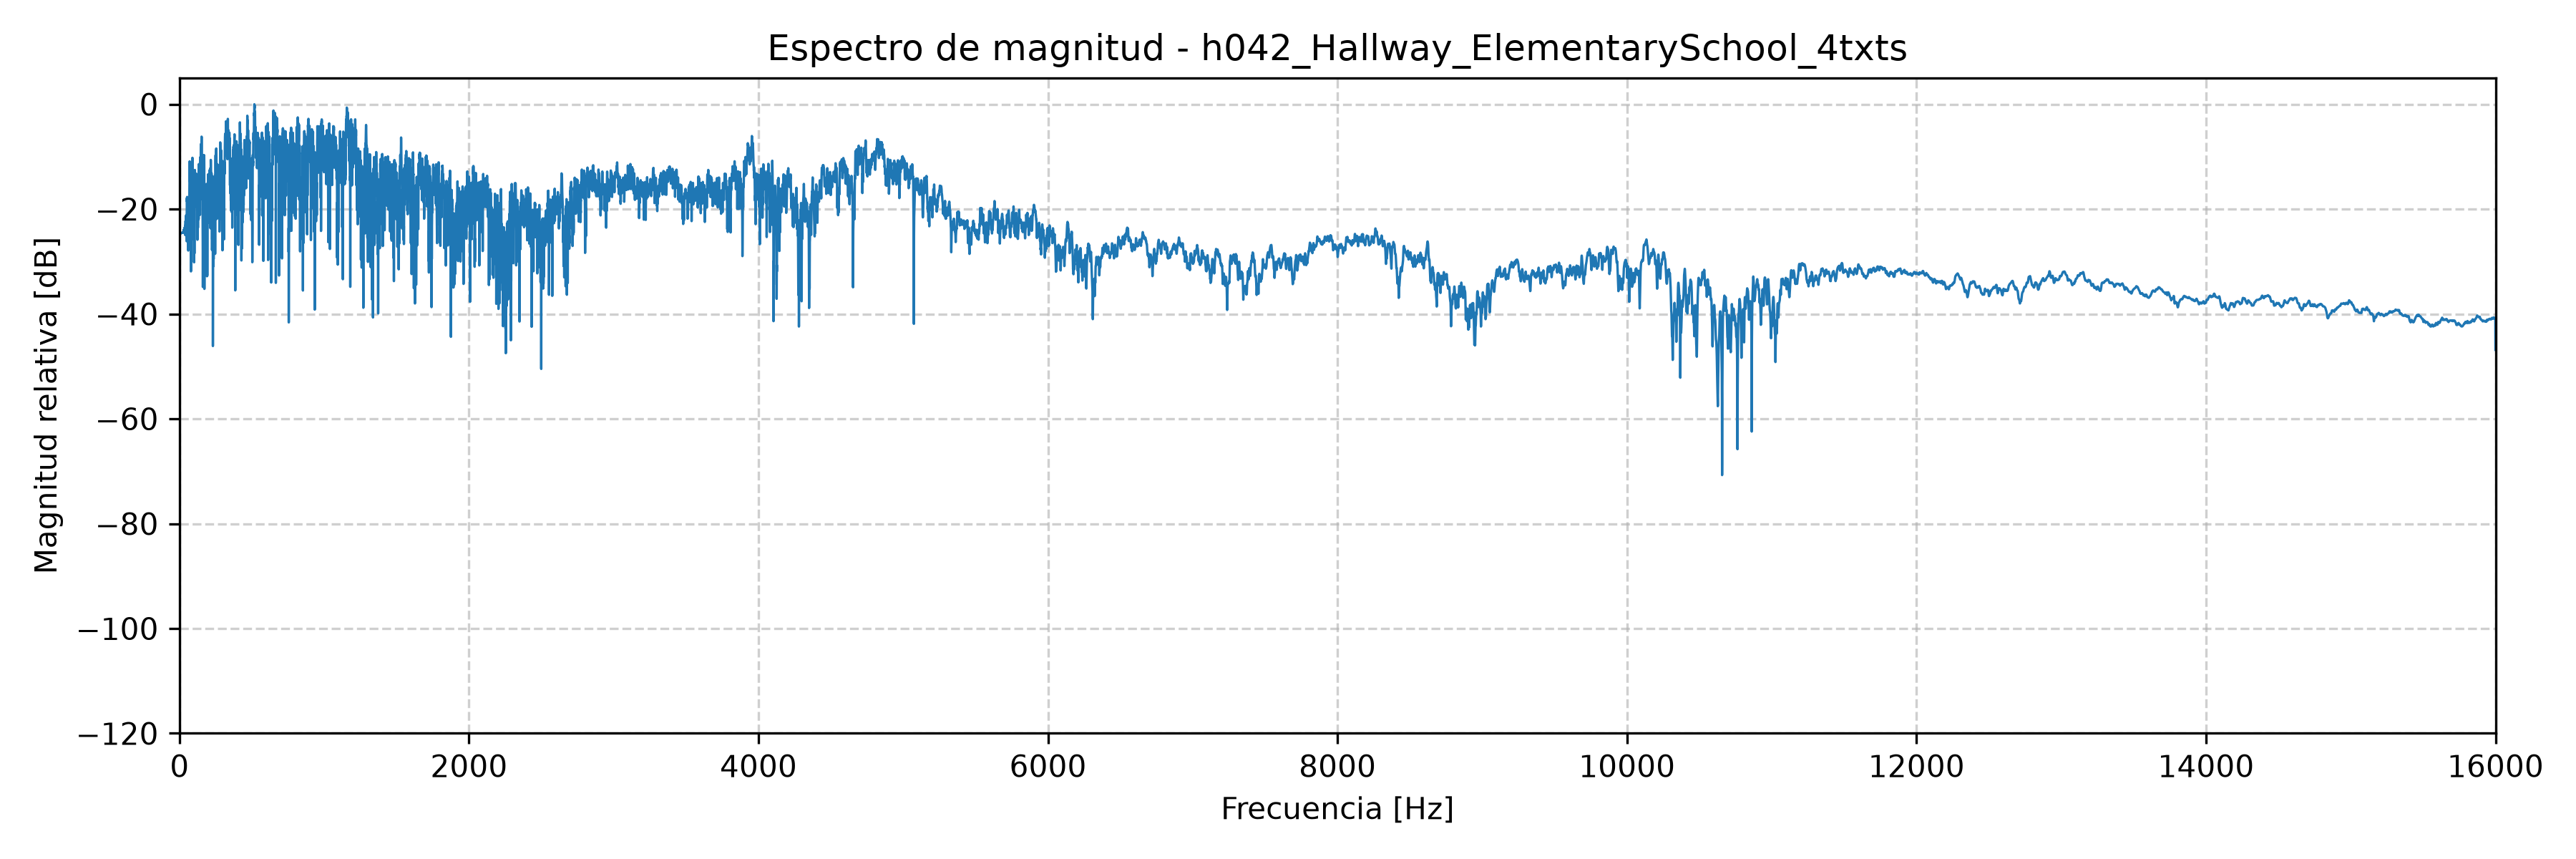 Espectro de magnitud - h042_Hallway_ElementarySchool_4txts
Magnitud relativa [dB]
0
−20
−40
−60
−80
−100
−120
0 2000 4000 6000 8000 10000 12000 14000 16000
Frecuencia [Hz]